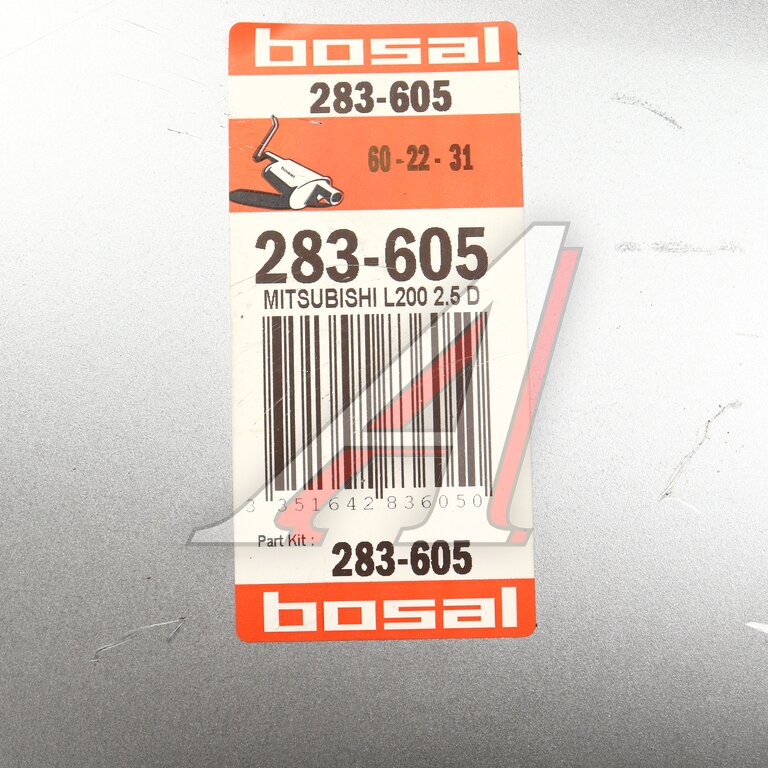 bosal
283-605
60-22-31
283-605
MITSUBISHI L200 2.5 D
3 351642 836050
Part Kit :
283-605
bosal